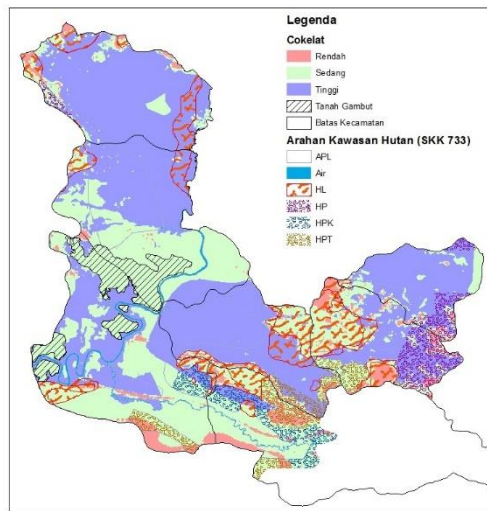 Legenda
Cokelat
Rendah
Sedang
Tinggi
Tanah Gambut
Batas Kecamatan
Arahan Kawasan Hutan (SKK 733)
APL
Air
HL
HP
HPK
HPT